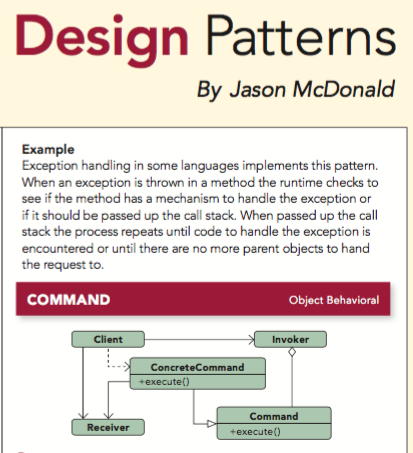 Design Patterns
By Jason McDonald
Example
Exception handling in some languages implements this pattern.
When an exception is thrown in a method the runtime checks to
see if the method has a mechanism to handle the exception or
if it should be passed up the call stack. When passed up the call
stack the process repeats until code to handle the exception is
encountered or until there are no more parent objects to hand
the request to.
COMMAND Object Behavioral
Client Invoker
ConcreteCommand
+execute()
Command
Receiver
+execute()